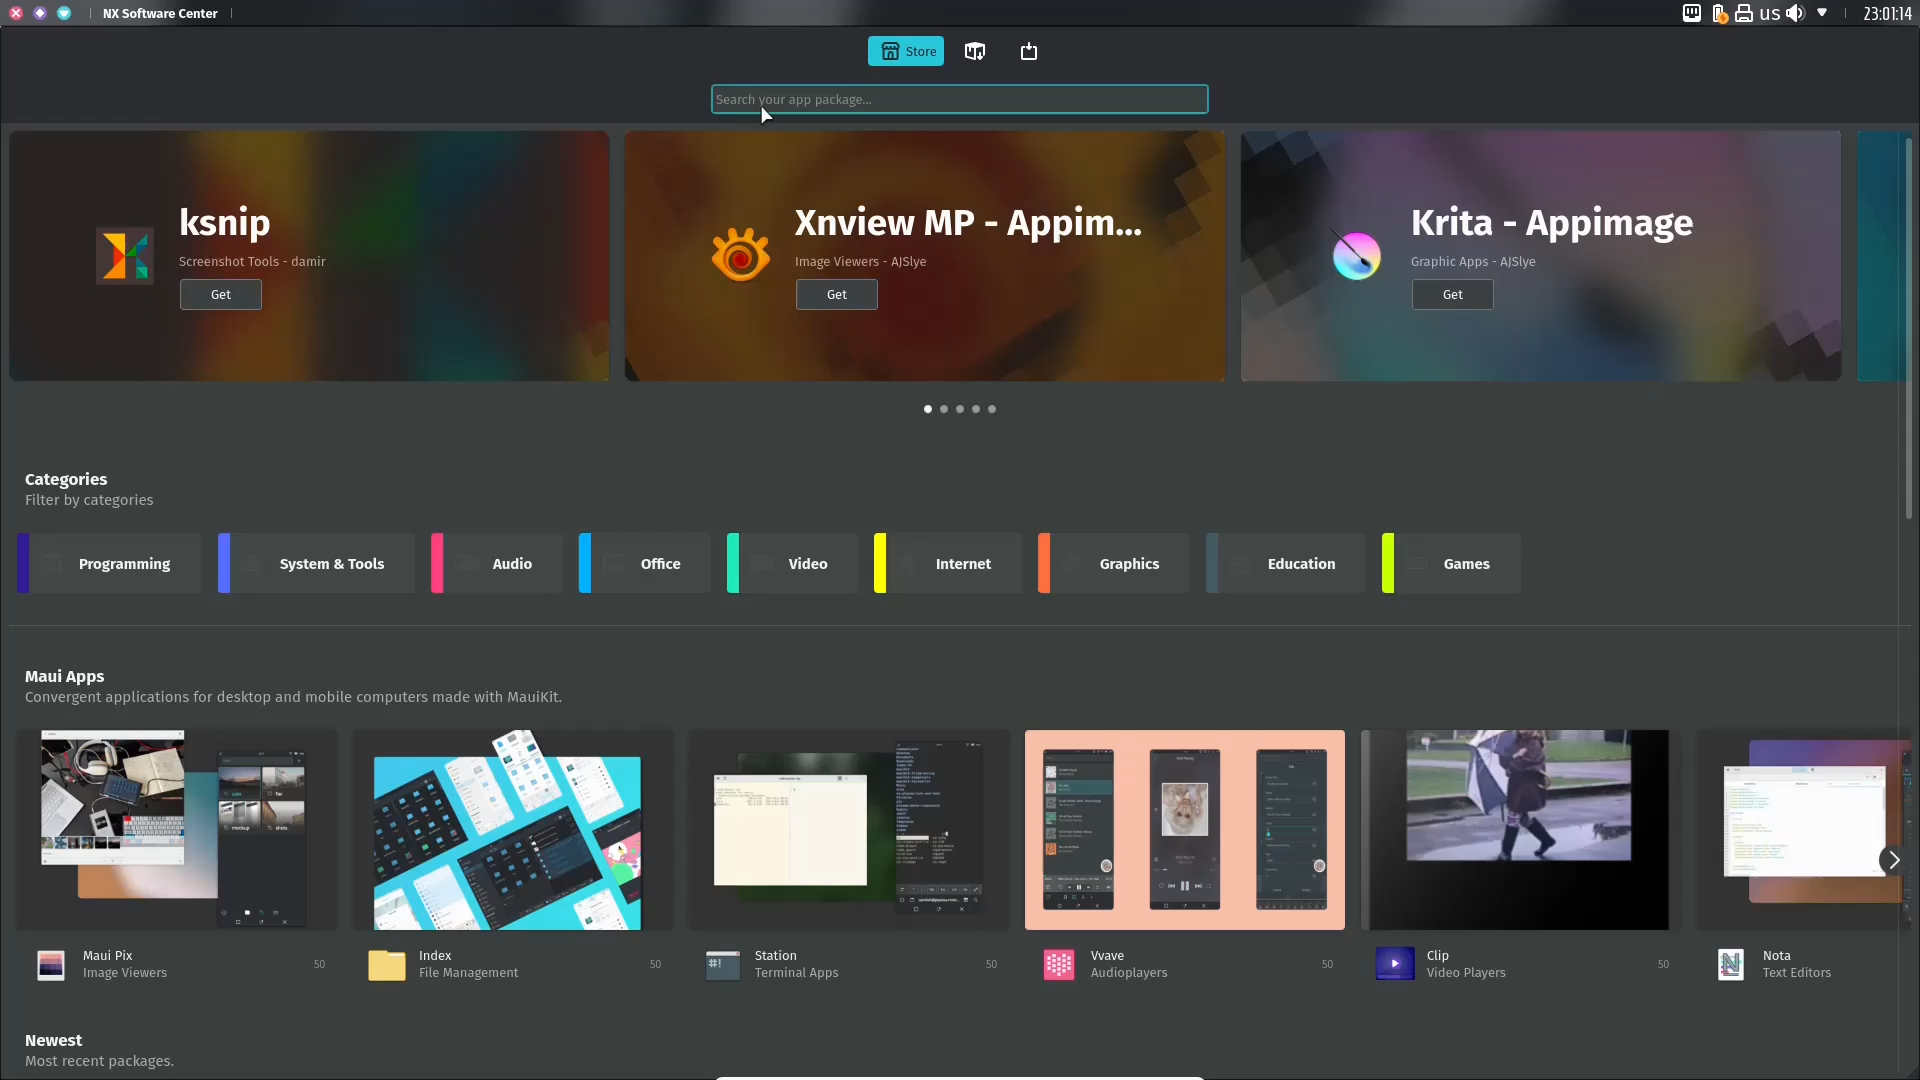 NX Software Center
us
23:01:14
Store
Search your app package...
ksnip
Screenshot Tools - damir
Get
Xnview MP - Appim...
Image Viewers - AJSlye
Get
Krita - Appimage
Graphic Apps - AJSlye
Get
Categories
Filter by categories
Programming
System & Tools
Audio
Office
Video
Internet
Graphics
Education
Games
Maui Apps
Convergent applications for desktop and mobile computers made with MauiKit.
Maui Pix
Image Viewers
50
Index
File Management
50
Station
Terminal Apps
50
Vvave
Audioplayers
50
Clip
Video Players
50
Nota
Text Editors
Newest
Most recent packages.